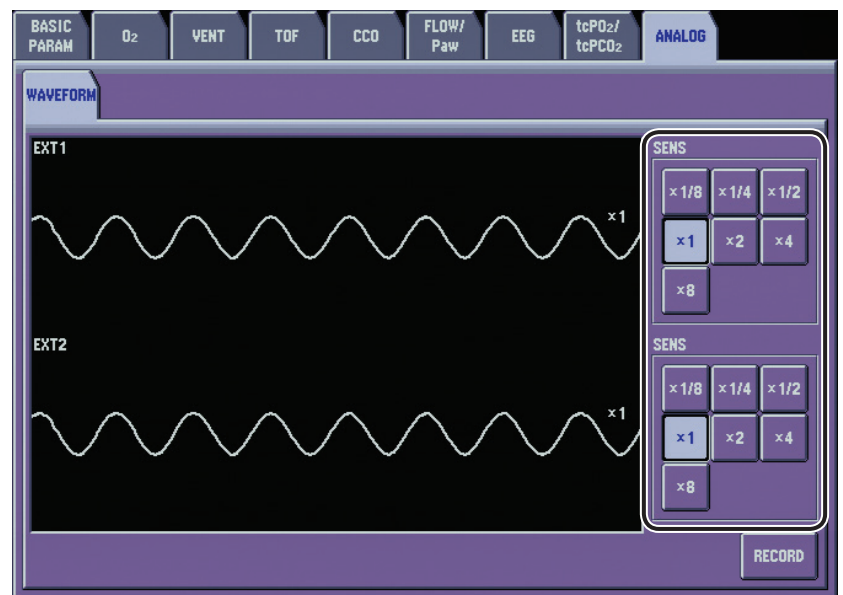 BASIC PARAM
O2
VENT
TOF
CCO
FLOW/ Paw
EEG
tcPO2/ tcPCO2
ANALOG
WAVEFORM
EXT1
×1
SENS
×1/8 ×1/4 ×1/2
×1 ×2 ×4
×8
EXT2
×1
SENS
×1/8 ×1/4 ×1/2
×1 ×2 ×4
×8
RECORD